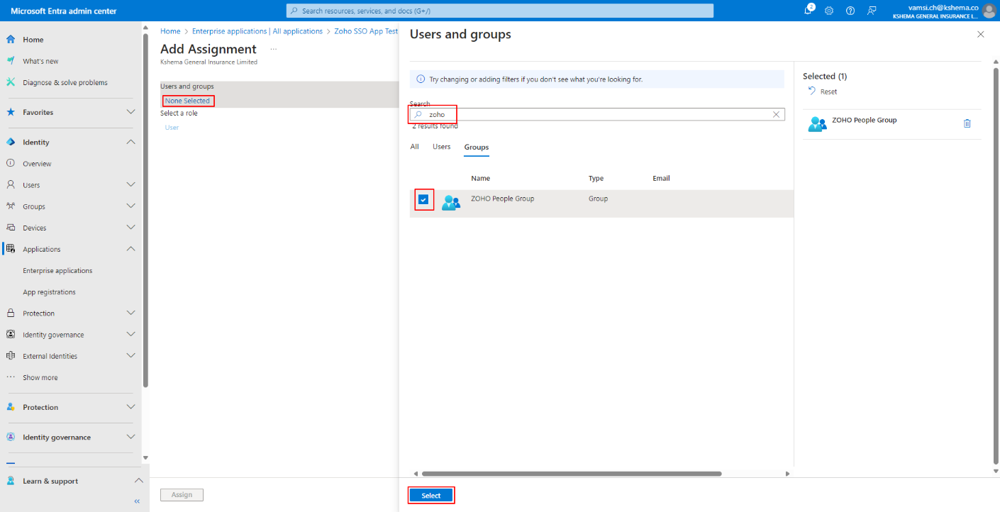 Microsoft Entra admin center
Search resources, services, and docs (G+/)
2
vamsi.ch@kshema.co
KSHEMA GENERAL INSURANCE L...
Home
What's new
Diagnose & solve problems
Favorites
Identity
Overview
Users
Groups
Devices
Applications
Enterprise applications
App registrations
Protection
Identity governance
External Identities
Show more
Protection
Identity governance
Learn & support
«
Home > Enterprise applications | All applications > Zoho SSO App Test
Add Assignment ...
Kshema General Insurance Limited
Users and groups
None Selected
Select a role
User
Assign
Users and groups
Try changing or adding filters if you don't see what you're looking for.
Search
zoho
2 results found
All Users Groups
Name Type Email
ZOHO People Group Group
Select
Selected (1)
Reset
ZOHO People Group